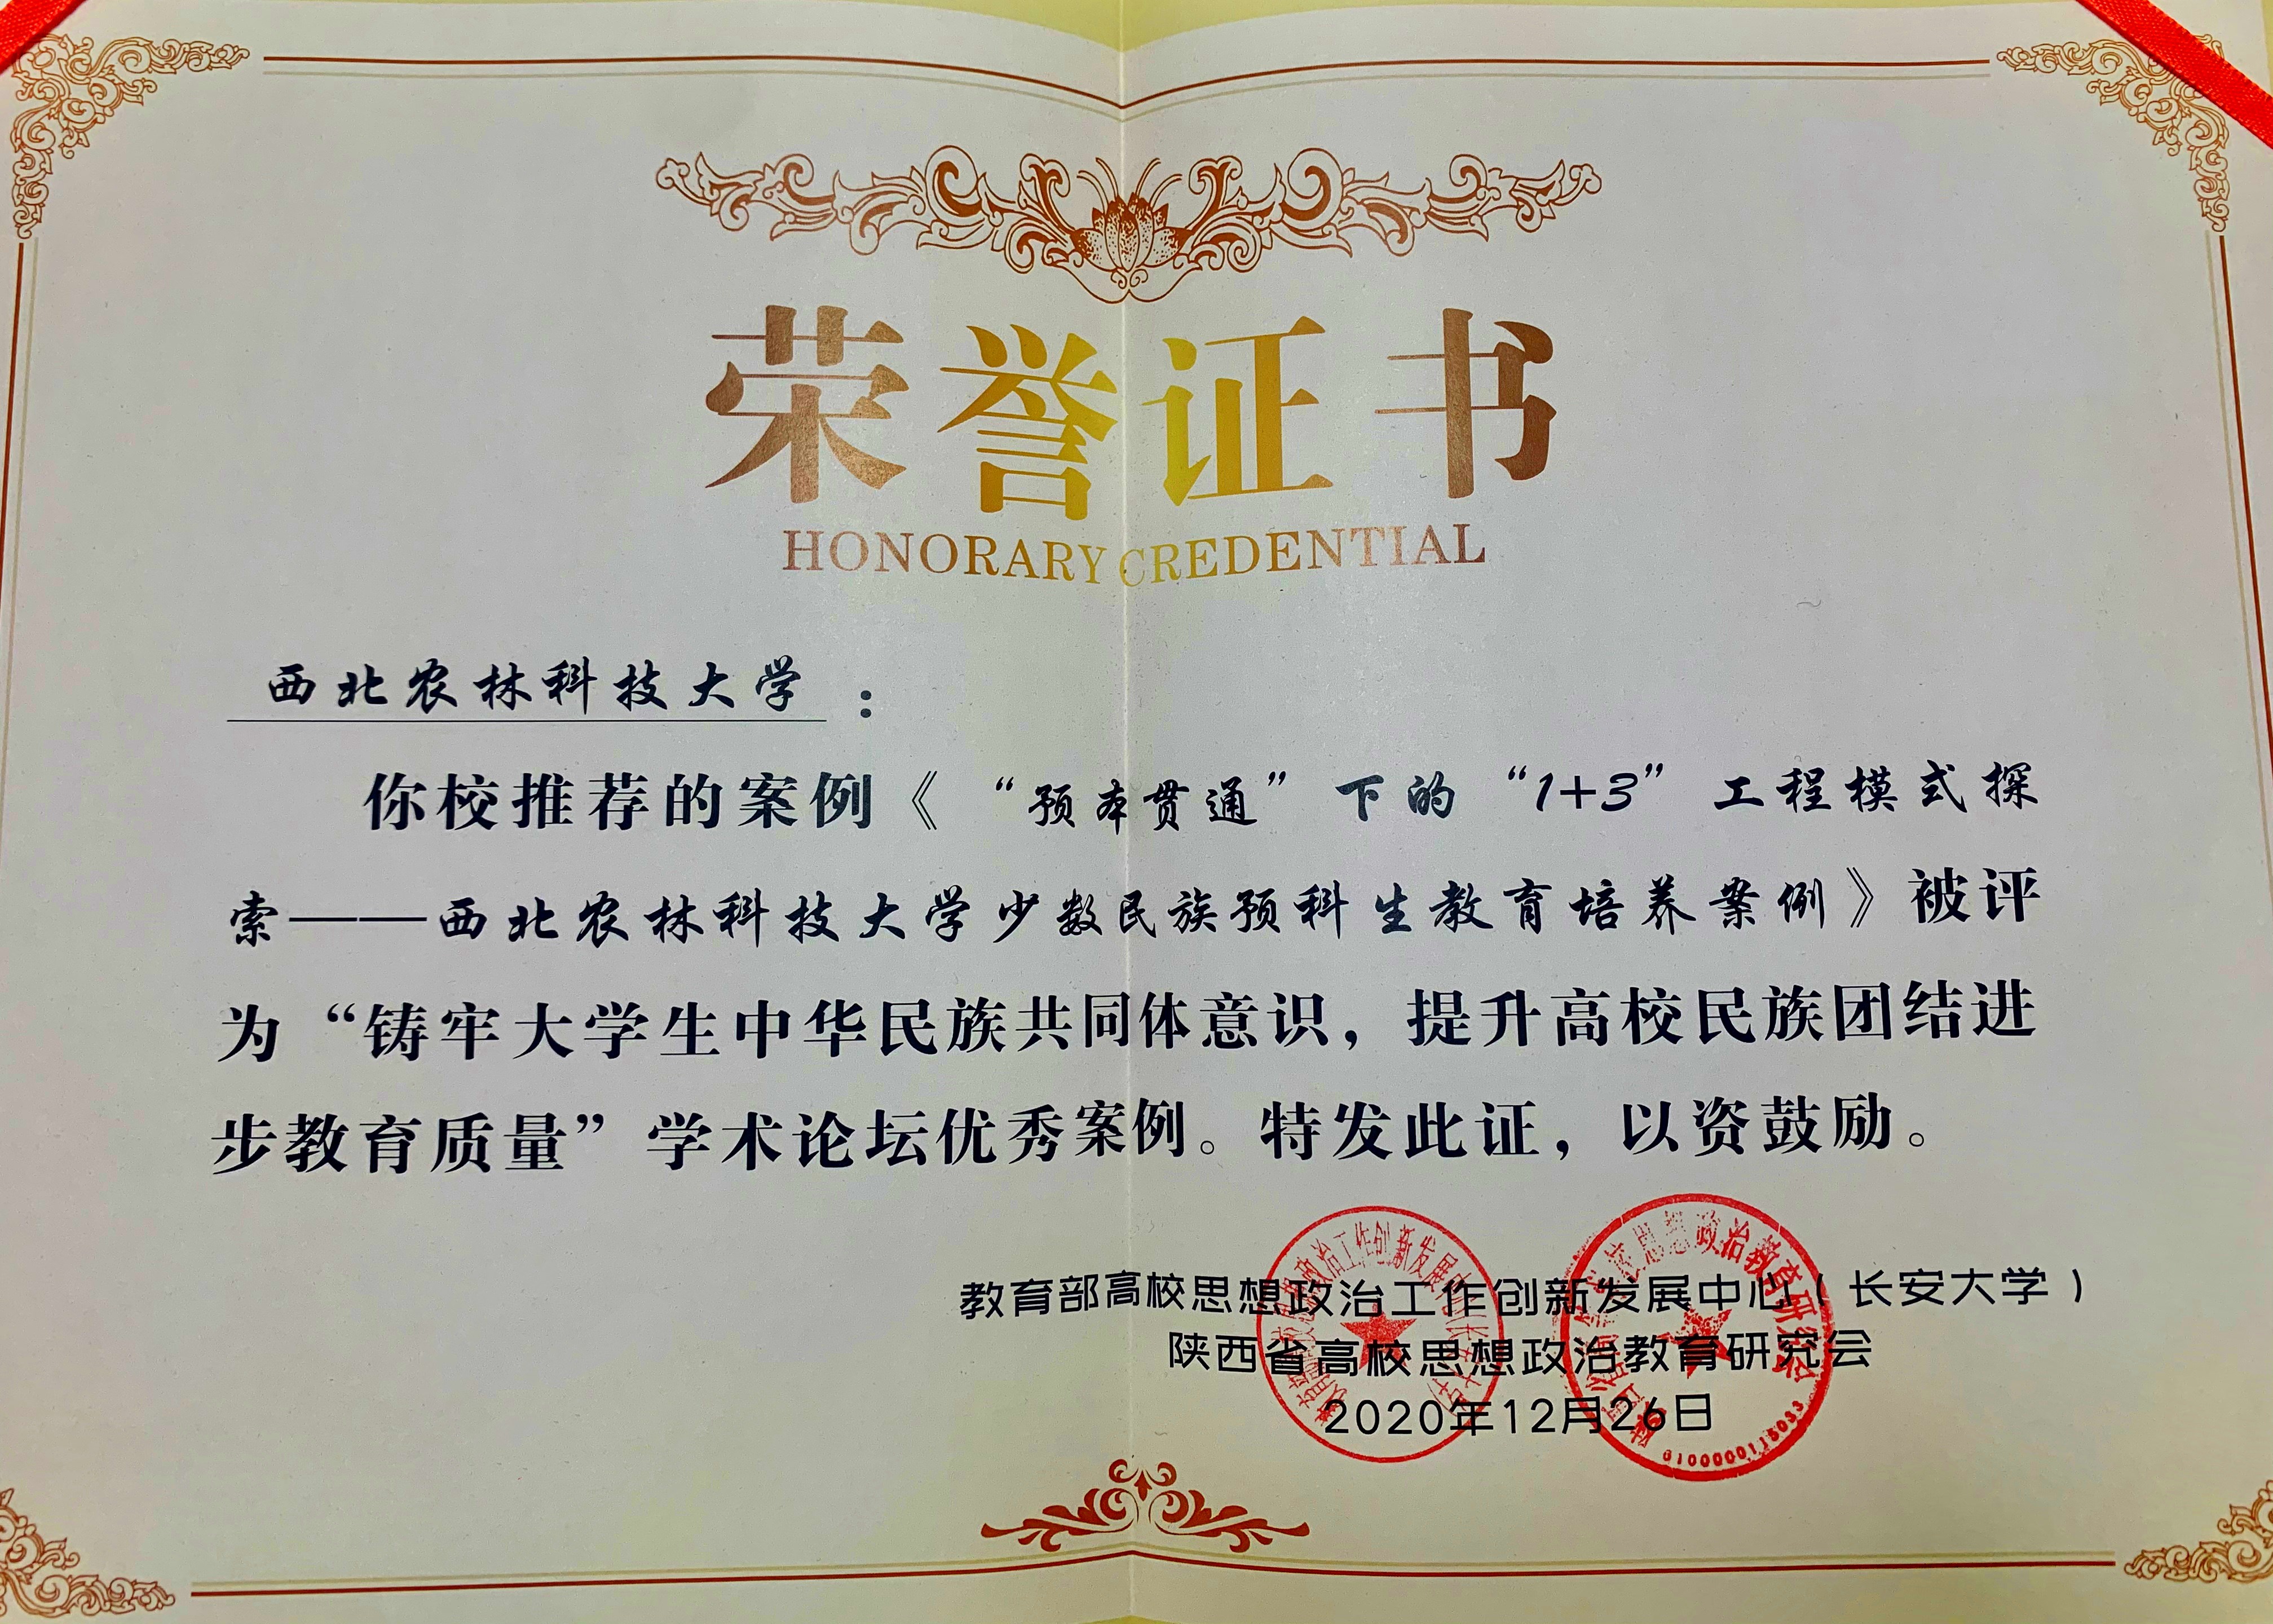 荣誉证书
HONORARY CREDENTIAL
西北农林科技大学：
你校推荐的案例《“预本贯通”下的“1+3”工程模式探
索——西北农林科技大学少数民族预科生教育培养案例》被评
为“铸牢大学生中华民族共同体意识，提升高校民族团结进
步教育质量”学术论坛优秀案例。特发此证，以资鼓励。
教育部高校思想政治工作创新发展中心（长安大学）
陕西省高校思想政治教育研究会
2020年12月26日